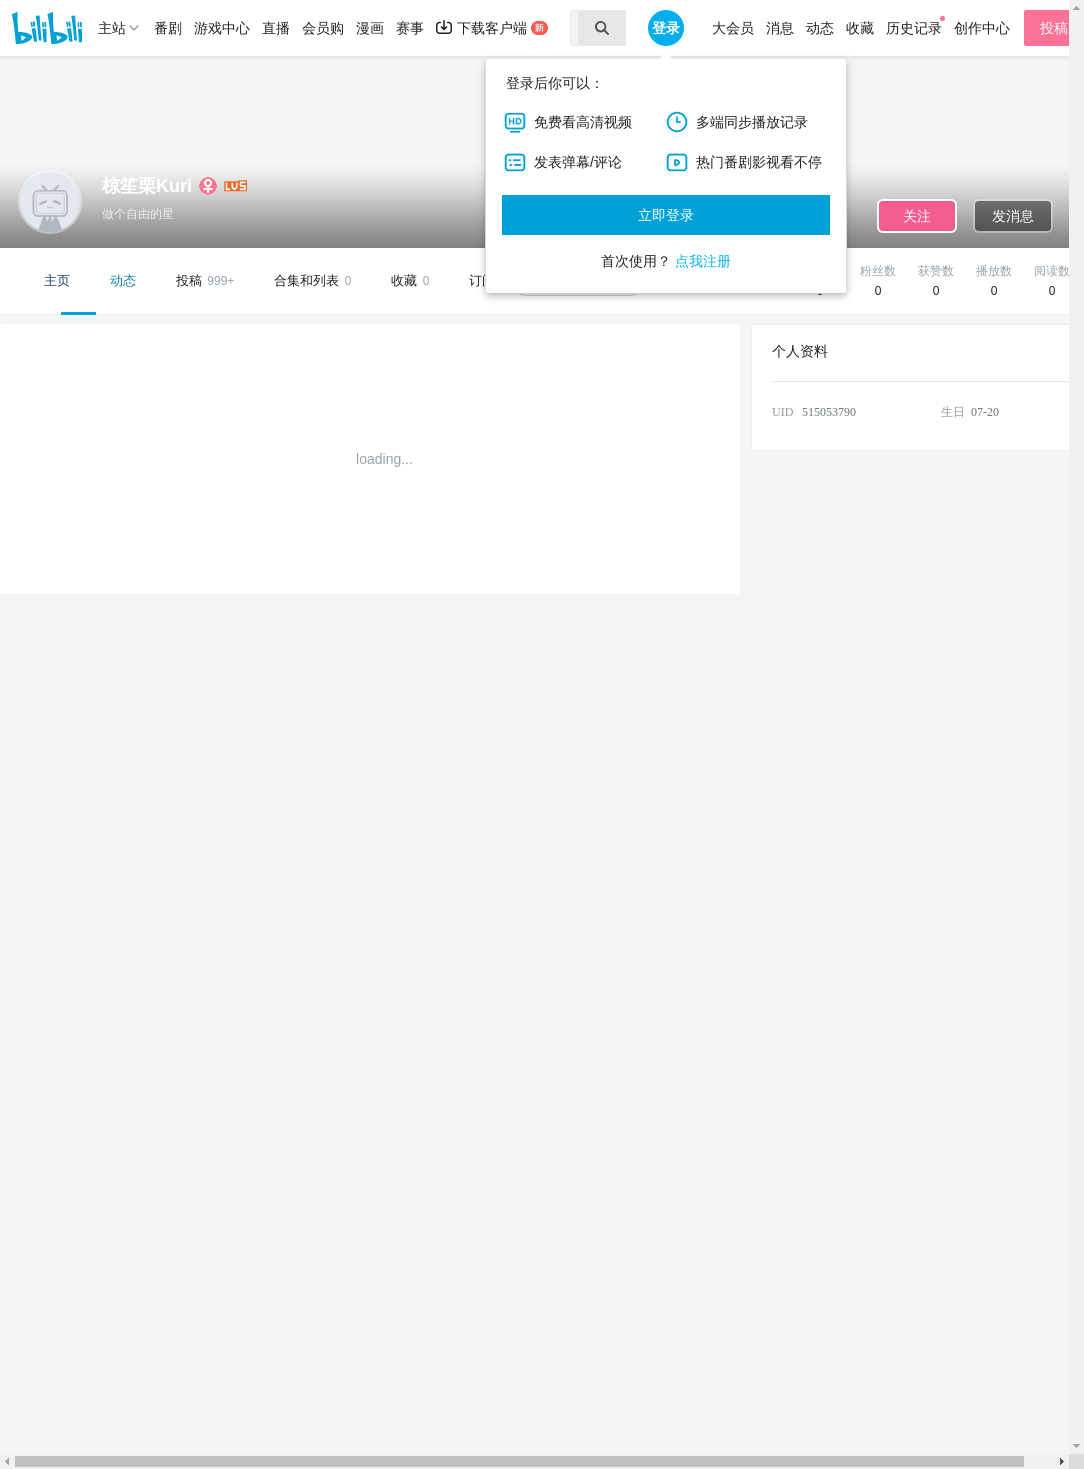 bilibili 主站 番剧 游戏中心 直播 会员购 漫画 赛事 下载客户端 新 登录 大会员 消息 动态 收藏 历史记录 创作中心 投稿
登录后你可以：
HD 免费看高清视频 多端同步播放记录
发表弹幕/评论 热门番剧影视看不停
立即登录
首次使用？ 点我注册
椋笙栗Kuri LV5
做个自由的星
关注 发消息
主页 动态 投稿 999+ 合集和列表 0 收藏 0
粉丝数 获赞数 播放数 阅读数
0 0 0 0
loading...
个人资料
UID 515053790 生日 07-20